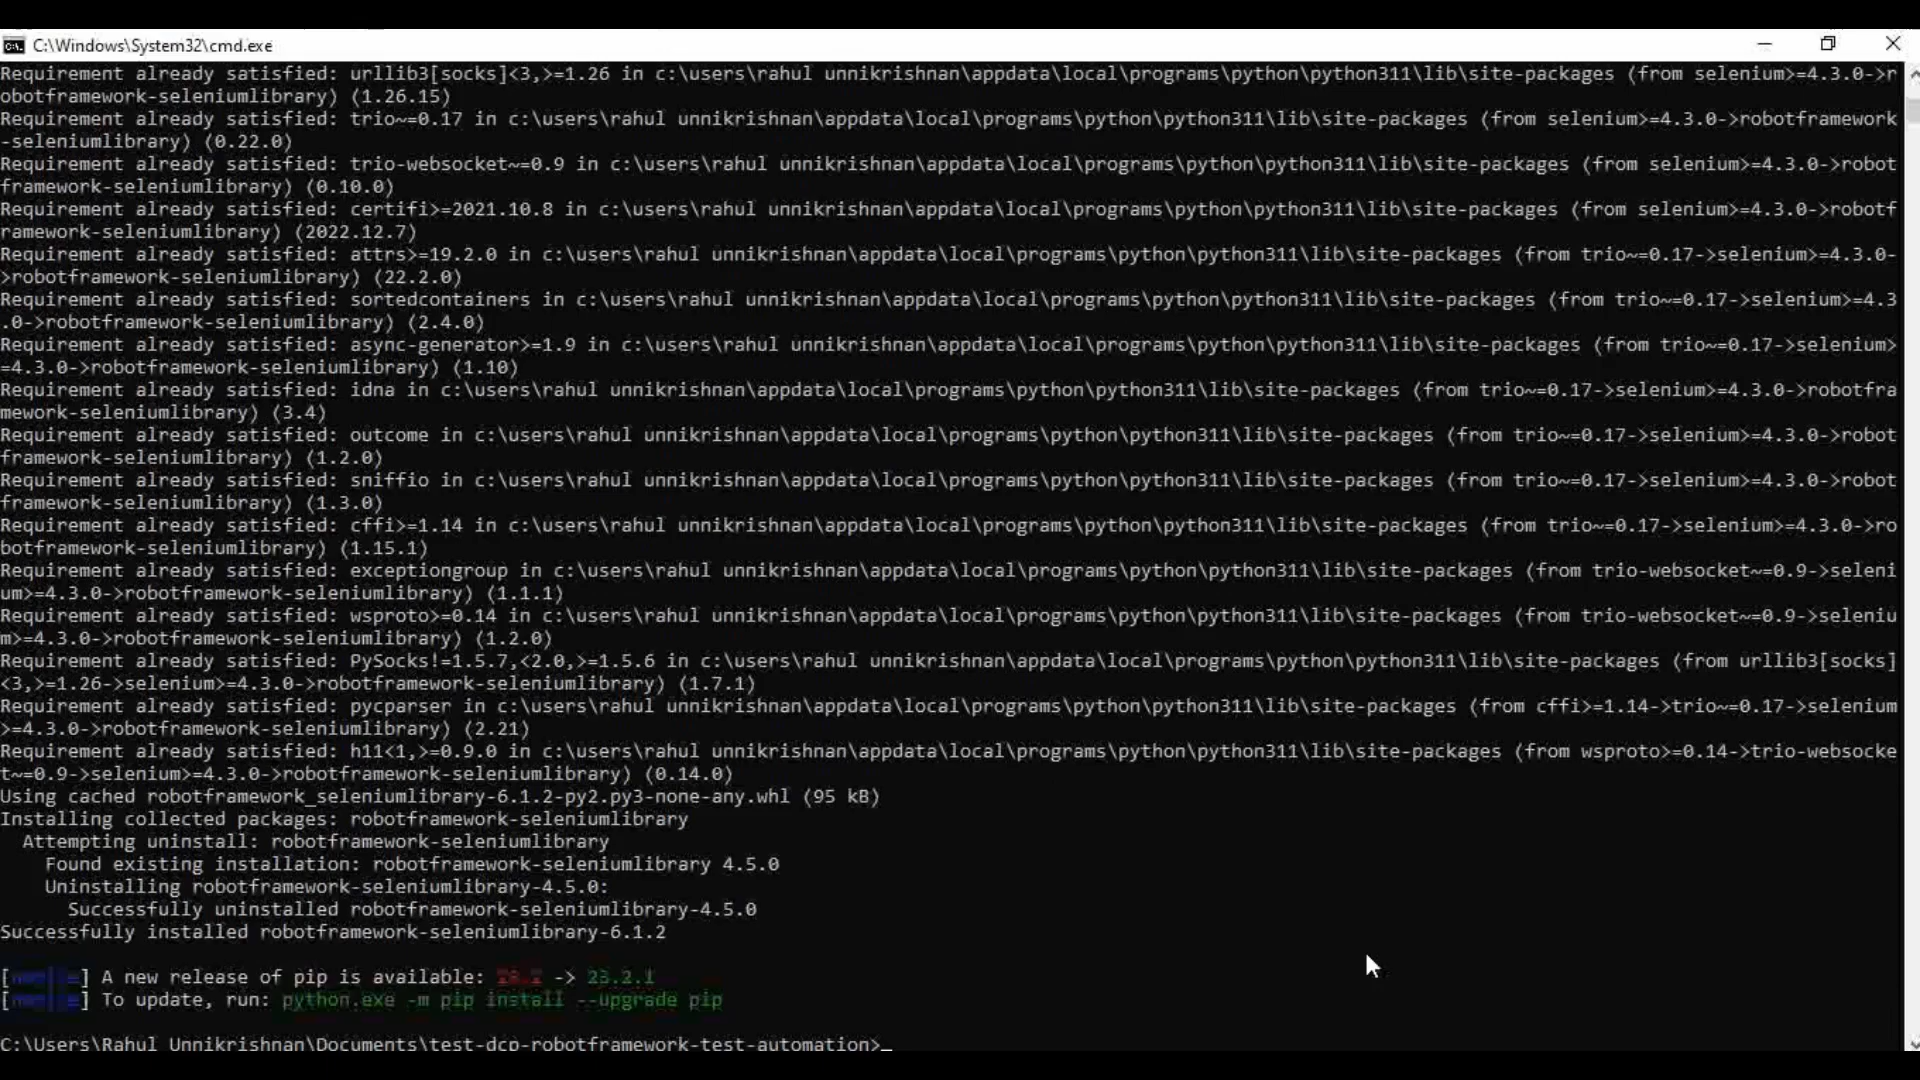 C:\Windows\System32\cmd.exe
Requirement already satisfied: urllib3[socks]<3,>=1.26 in c:\users\rahul unnikrishnan\appdata\local\programs\python\python311\lib\site-packages (from selenium>=4.3.0->r
obotframework-seleniumlibrary) (1.26.15)
Requirement already satisfied: trio~=0.17 in c:\users\rahul unnikrishnan\appdata\local\programs\python\python311\lib\site-packages (from selenium>=4.3.0->robotframework
-seleniumlibrary) (0.22.0)
Requirement already satisfied: trio-websocket~=0.9 in c:\users\rahul unnikrishnan\appdata\local\programs\python\python311\lib\site-packages (from selenium>=4.3.0->robot
framework-seleniumlibrary) (0.10.0)
Requirement already satisfied: certifi>=2021.10.8 in c:\users\rahul unnikrishnan\appdata\local\programs\python\python311\lib\site-packages (from selenium>=4.3.0->robotf
ramework-seleniumlibrary) (2022.12.7)
Requirement already satisfied: attrs>=19.2.0 in c:\users\rahul unnikrishnan\appdata\local\programs\python\python311\lib\site-packages (from trio~=0.17->selenium>=4.3.0-
>robotframework-seleniumlibrary) (22.2.0)
Requirement already satisfied: sortedcontainers in c:\users\rahul unnikrishnan\appdata\local\programs\python\python311\lib\site-packages (from trio~=0.17->selenium>=4.3
.0->robotframework-seleniumlibrary) (2.4.0)
Requirement already satisfied: async-generator>=1.9 in c:\users\rahul unnikrishnan\appdata\local\programs\python\python311\lib\site-packages (from trio~=0.17->selenium>
=4.3.0->robotframework-seleniumlibrary) (1.10)
Requirement already satisfied: idna in c:\users\rahul unnikrishnan\appdata\local\programs\python\python311\lib\site-packages (from trio~=0.17->selenium>=4.3.0->robotfra
mework-seleniumlibrary) (3.4)
Requirement already satisfied: outcome in c:\users\rahul unnikrishnan\appdata\local\programs\python\python311\lib\site-packages (from trio~=0.17->selenium>=4.3.0->robot
framework-seleniumlibrary) (1.2.0)
Requirement already satisfied: sniffio in c:\users\rahul unnikrishnan\appdata\local\programs\python\python311\lib\site-packages (from trio~=0.17->selenium>=4.3.0->robot
framework-seleniumlibrary) (1.3.0)
Requirement already satisfied: cffi>=1.14 in c:\users\rahul unnikrishnan\appdata\local\programs\python\python311\lib\site-packages (from trio~=0.17->selenium>=4.3.0->ro
botframework-seleniumlibrary) (1.15.1)
Requirement already satisfied: exceptiongroup in c:\users\rahul unnikrishnan\appdata\local\programs\python\python311\lib\site-packages (from trio-websocket~=0.9->seleni
um>=4.3.0->robotframework-seleniumlibrary) (1.1.1)
Requirement already satisfied: wsproto>=0.14 in c:\users\rahul unnikrishnan\appdata\local\programs\python\python311\lib\site-packages (from trio-websocket~=0.9->seleniu
m>=4.3.0->robotframework-seleniumlibrary) (1.2.0)
Requirement already satisfied: PySocks!=1.5.7,<2.0,>=1.5.6 in c:\users\rahul unnikrishnan\appdata\local\programs\python\python311\lib\site-packages (from urllib3[socks]
<3,>=1.26->selenium>=4.3.0->robotframework-seleniumlibrary) (1.7.1)
Requirement already satisfied: pycparser in c:\users\rahul unnikrishnan\appdata\local\programs\python\python311\lib\site-packages (from cffi>=1.14->trio~=0.17->selenium
>=4.3.0->robotframework-seleniumlibrary) (2.21)
Requirement already satisfied: h11<1,>=0.9.0 in c:\users\rahul unnikrishnan\appdata\local\programs\python\python311\lib\site-packages (from wsproto>=0.14->trio-websocke
t~=0.9->selenium>=4.3.0->robotframework-seleniumlibrary) (0.14.0)
Using cached robotframework_seleniumlibrary-6.1.2-py2.py3-none-any.whl (95 kB)
Installing collected packages: robotframework-seleniumlibrary
Attempting uninstall: robotframework-seleniumlibrary
Found existing installation: robotframework-seleniumlibrary 4.5.0
Uninstalling robotframework-seleniumlibrary-4.5.0:
Successfully uninstalled robotframework-seleniumlibrary-4.5.0
Successfully installed robotframework-seleniumlibrary-6.1.2
[] A new release of pip is available: -> 23.2.1
[] To update, run: python.exe -m pip install --upgrade pip
C:\Users\Rahul Unnikrishnan\Documents\test-dcp-robotframework-test-automation>_